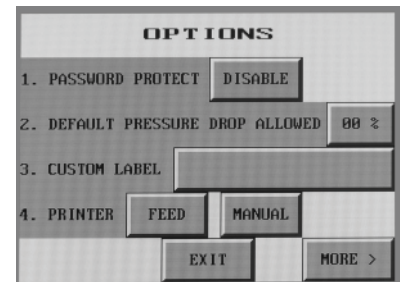 OPTIONS
1. PASSWORD PROTECT DISABLE
2. DEFAULT PRESSURE DROP ALLOWED 00 %
3. CUSTOM LABEL
4. PRINTER FEED MANUAL
EXIT MORE >